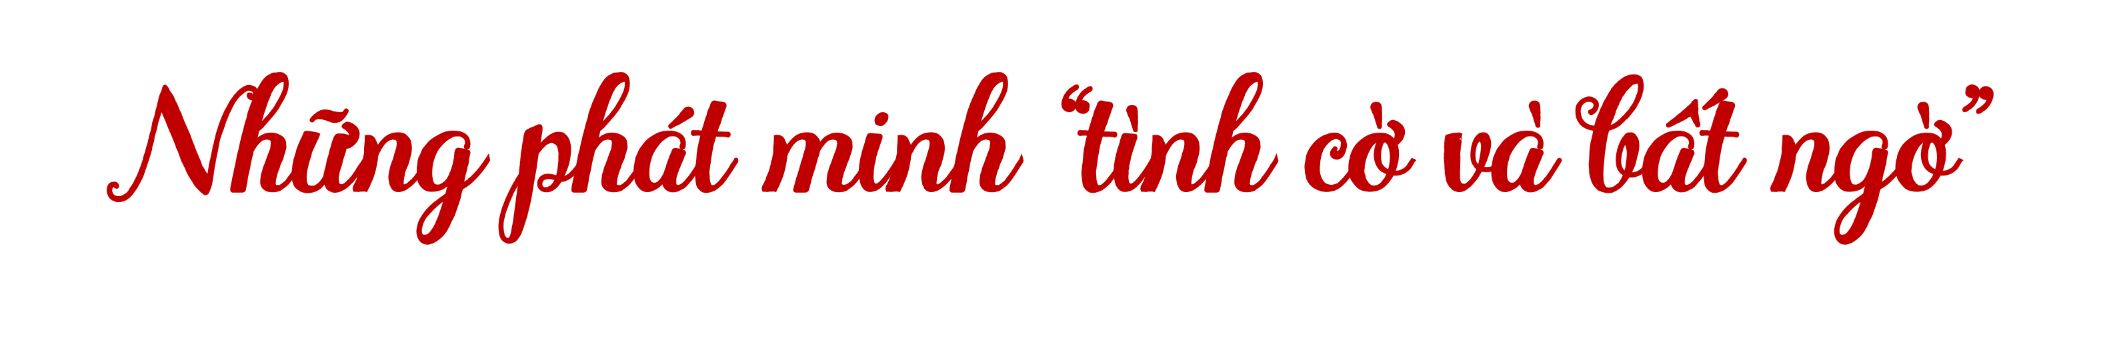 Những phát minh “tình cờ và bất ngờ”